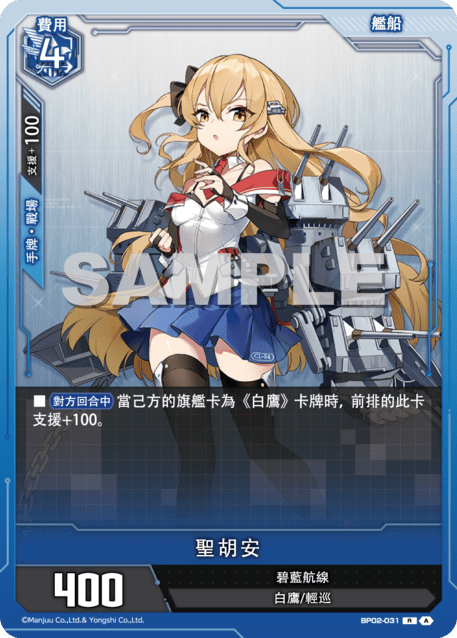 費用
4
艦船
支援+100
手牌・戰場
SAMPLE
CL-54
■ 對方回合中 當己方的旗艦卡為《白鷹》卡牌時, 前排的此卡
支援+100。
聖胡安
400
碧藍航線
白鷹/輕巡
©Manjuu Co.,Ltd.& Yongshi Co.,Ltd.
BP02-031 R A